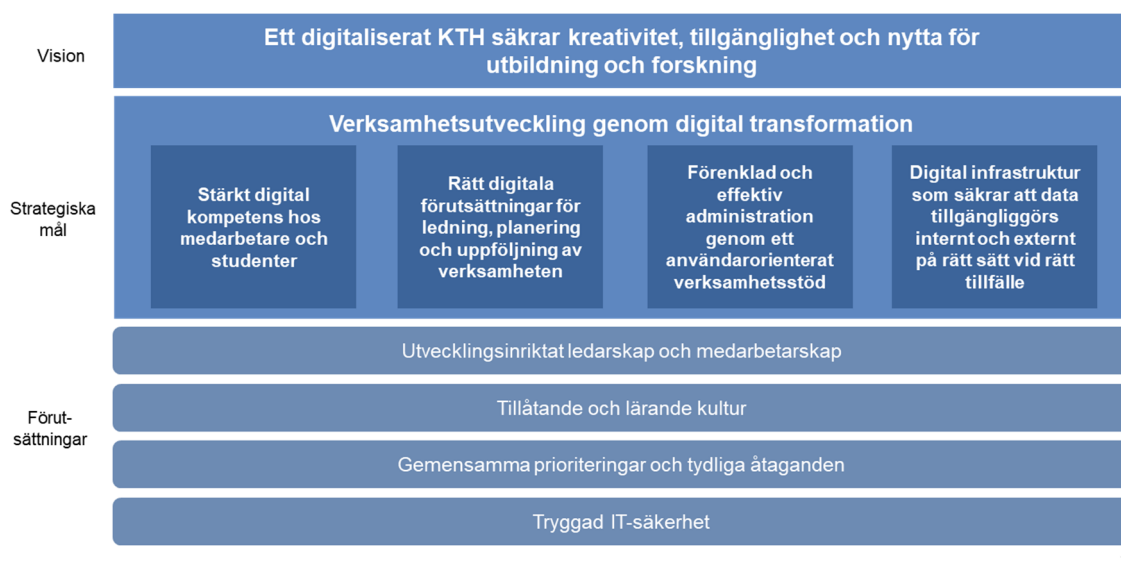 Vision
Ett digitaliserat KTH säkrar kreativitet, tillgänglighet och nytta för
utbildning och forskning
Strategiska
mål
Verksamhetsutveckling genom digital transformation
Stärkt digital
kompetens hos
medarbetare och
studenter
Rätt digitala
förutsättningar för
ledning, planering
och uppföljning av
verksamheten
Förenklad och
effektiv
administration
genom ett
användarorienterat
verksamhetsstöd
Digital infrastruktur
som säkrar att data
tillgängliggörs
internt och externt
på rätt sätt vid rätt
tillfälle
Förut-
sättningar
Utvecklingsinriktat ledarskap och medarbetarskap
Tillåtande och lärande kultur
Gemensamma prioriteringar och tydliga åtaganden
Tryggad IT-säkerhet